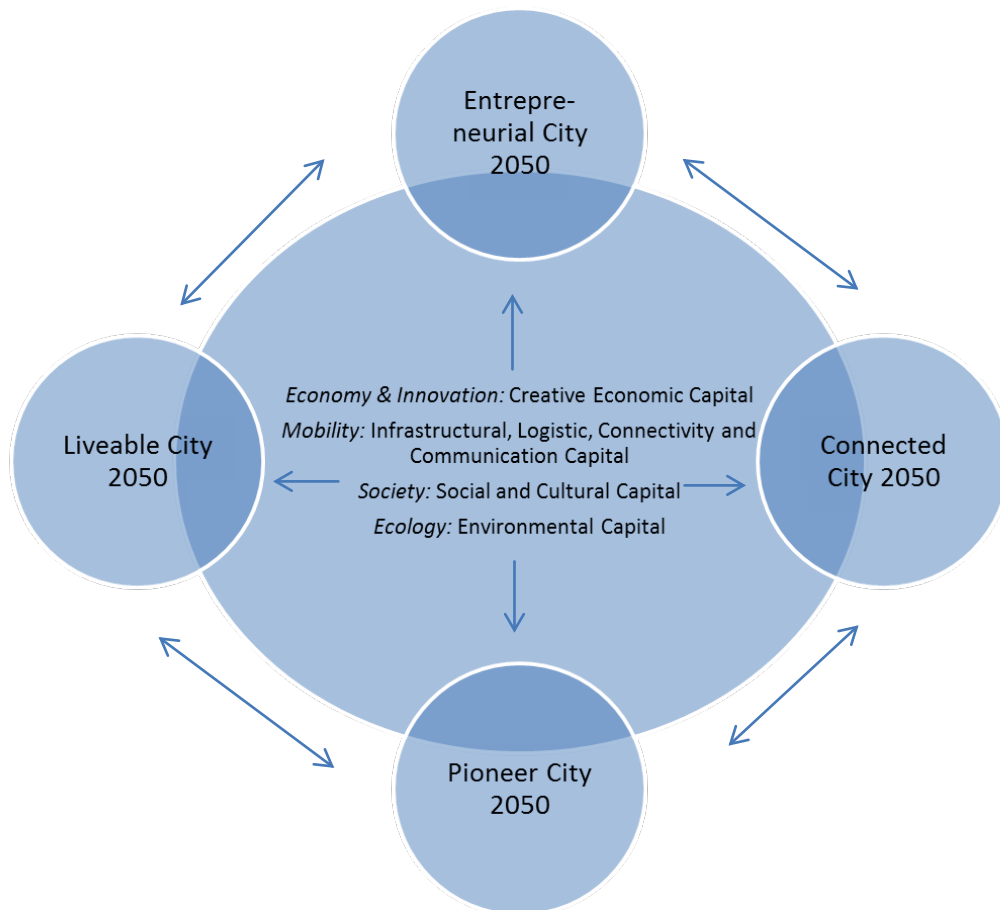 Entrepre-
neurial City
2050
Economy & Innovation: Creative Economic Capital
Mobility: Infrastructural, Logistic, Connectivity and
Communication Capital
Society: Social and Cultural Capital
Ecology: Environmental Capital
Liveable City
2050
Connected
City 2050
Pioneer City
2050